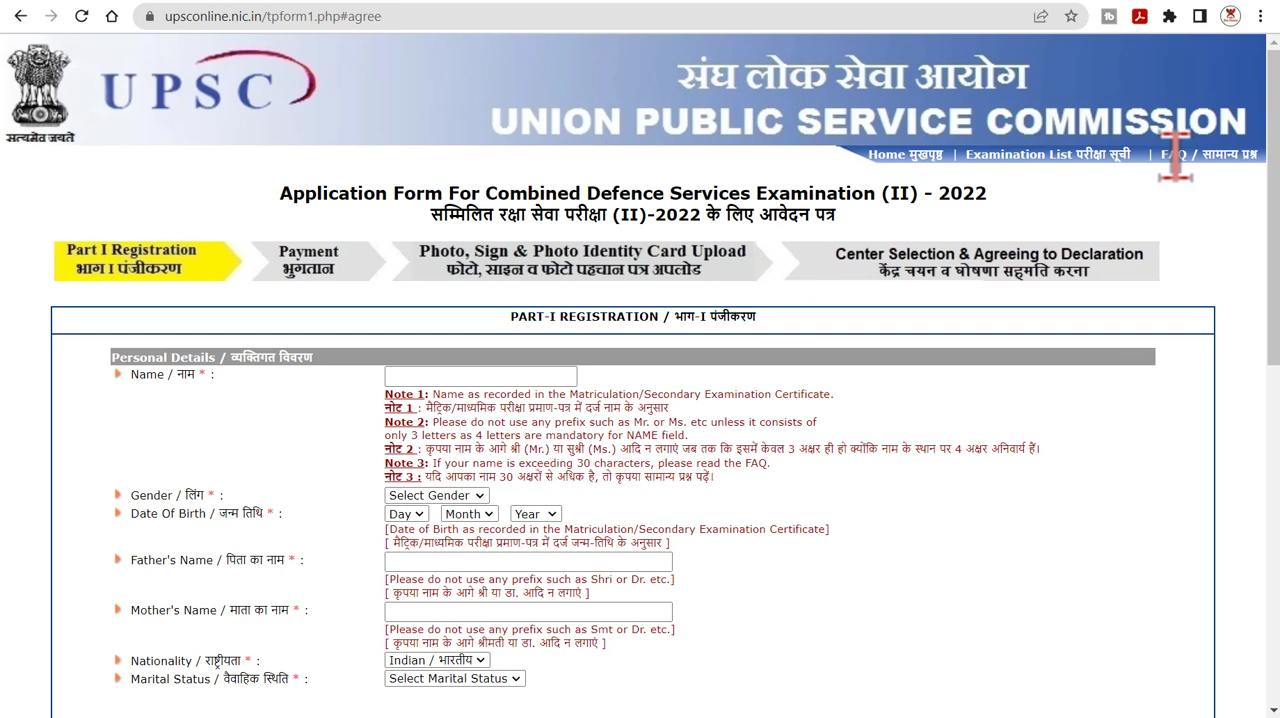 upsconline.nic.in/tpform1.php#agree
सत्यमेव जयते
UPSC
संघ लोक सेवा आयोग
UNION PUBLIC SERVICE COMMISSION
Home मुखपृष्ठ | Examination List परीक्षा सूची | FAQ / सामान्य प्रश्न
Application Form For Combined Defence Services Examination (II) - 2022
सम्मिलित रक्षा सेवा परीक्षा (II)-2022 के लिए आवेदन पत्र
Part I Registration
भाग I पंजीकरण
Payment
भुगतान
Photo, Sign & Photo Identity Card Upload
फोटो, साइन व फोटो पहचान पत्र अपलोड
Center Selection & Agreeing to Declaration
केंद्र चयन व घोषणा सहमति करना
PART-I REGISTRATION / भाग-I पंजीकरण
Personal Details / व्यक्तिगत विवरण
Name / नाम * :
Note 1: Name as recorded in the Matriculation/Secondary Examination Certificate.
नोट 1 : मैट्रिक/माध्यमिक परीक्षा प्रमाण-पत्र में दर्ज नाम के अनुसार
Note 2: Please do not use any prefix such as Mr. or Ms. etc unless it consists of
only 3 letters as 4 letters are mandatory for NAME field.
नोट 2 : कृपया नाम के आगे श्री (Mr.) या सुश्री (Ms.) आदि न लगाएं जब तक कि इसमें केवल 3 अक्षर ही हो क्योंकि नाम के स्थान पर 4 अक्षर अनिवार्य हैं।
Note 3: If your name is exceeding 30 characters, please read the FAQ.
नोट 3 : यदि आपका नाम 30 अक्षरों से अधिक है, तो कृपया सामान्य प्रश्न पढ़ें।
Gender / लिंग * : Select Gender
Date Of Birth / जन्म तिथि * : Day Month Year
[Date of Birth as recorded in the Matriculation/Secondary Examination Certificate]
[ मैट्रिक/माध्यमिक परीक्षा प्रमाण-पत्र में दर्ज जन्म-तिथि के अनुसार ]
Father's Name / पिता का नाम * :
[Please do not use any prefix such as Shri or Dr. etc.]
[ कृपया नाम के आगे श्री या डा. आदि न लगाएं ]
Mother's Name / माता का नाम * :
[Please do not use any prefix such as Smt or Dr. etc.]
[ कृपया नाम के आगे श्रीमती या डा. आदि न लगाएं ]
Nationality / राष्ट्रीयता * : Indian / भारतीय
Marital Status / वैवाहिक स्थिति * : Select Marital Status